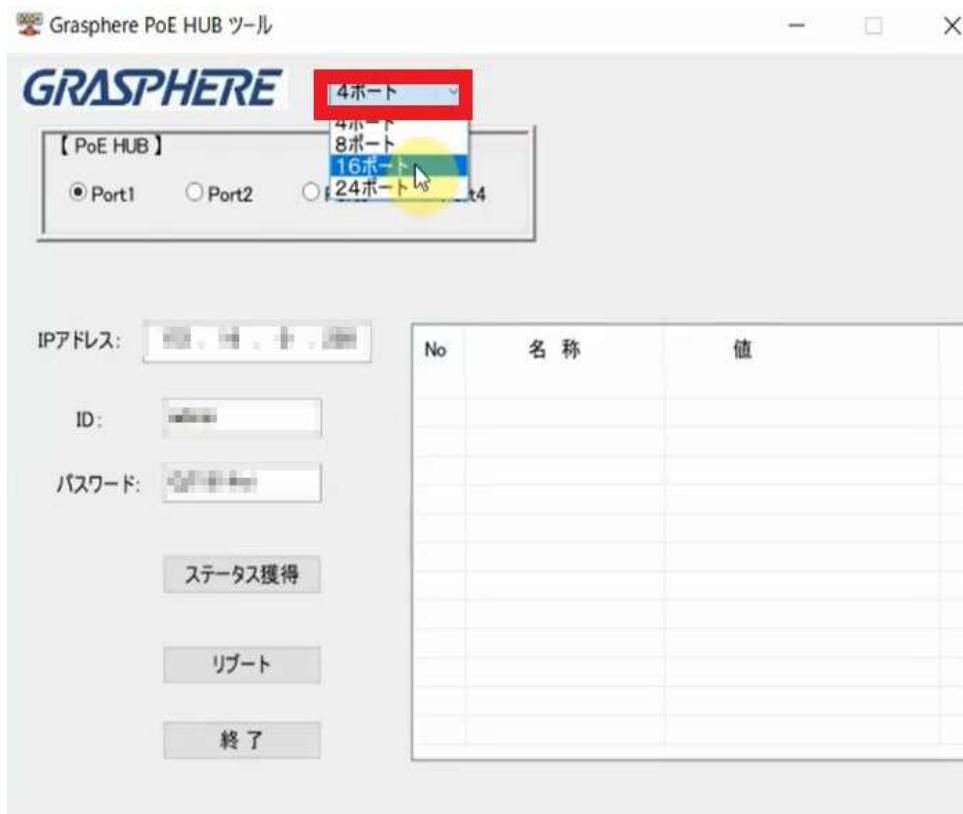 Grasphere PoE HUB ツール
GRASPHERE
4ポート
4ポート
8ポート
【 PoE HUB 】
16ポート
24ポート
Port1
Port2
IPアドレス:
No
名 称
値
ID:
パスワード:
ステータス獲得
リブート
終 了